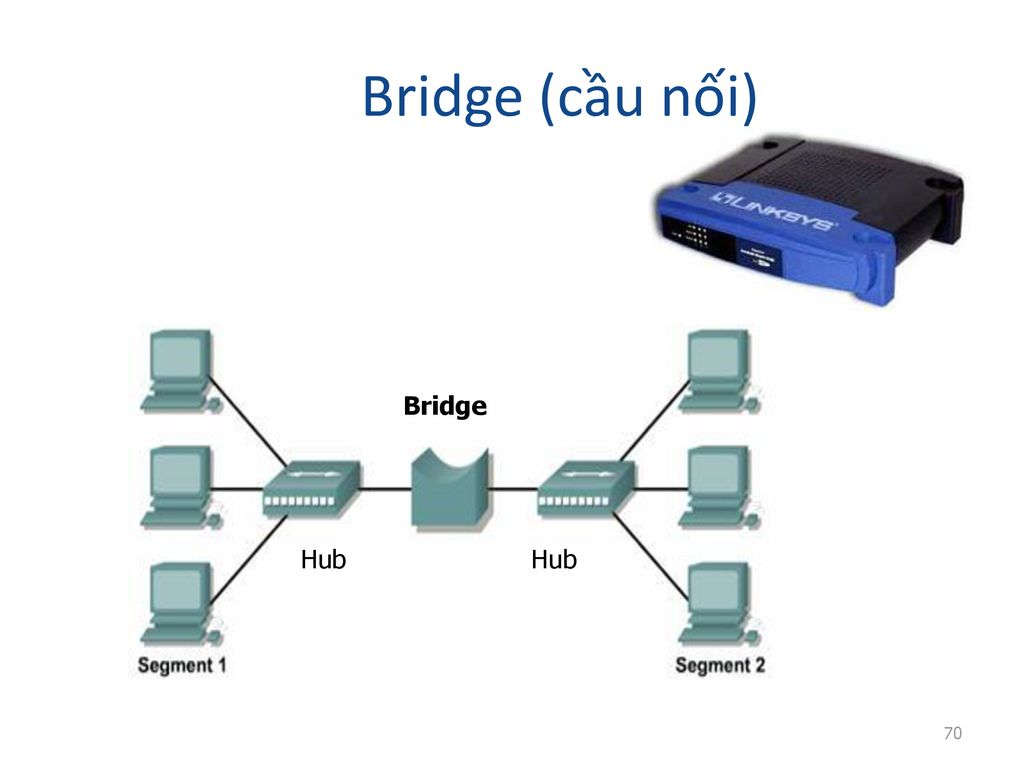 Bridge (cầu nối)
LINKSYS
Bridge
Hub
Hub
Segment 1
Segment 2
70